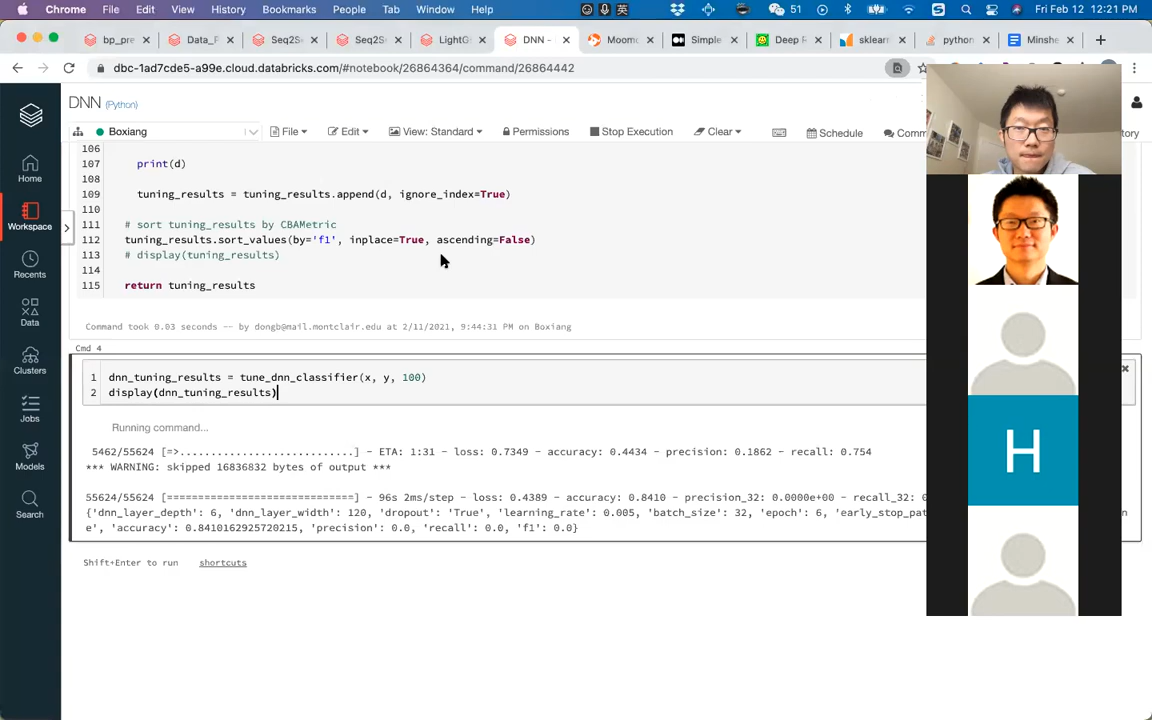 Chrome File Edit View History Bookmarks People Tab Window Help 英 51 Fri Feb 12 12:21 PM
bp_pre Data_P Seq2Se Seq2Se LightG DNN - Moomo Simple Deep R sklear python Minshe
dbc-1ad7cde5-a99e.cloud.databricks.com/#notebook/26864364/command/26864442
DNN (Python)
Boxiang File Edit View: Standard Permissions Stop Execution Clear Schedule Comm tory
Home
Workspace
Recents
Data
Clusters
Jobs
Models
Search
106
107 print(d)
108
109 tuning_results = tuning_results.append(d, ignore_index=True)
110
111 # sort tuning_results by CBAMetric
112 tuning_results.sort_values(by='f1', inplace=True, ascending=False)
113 # display(tuning_results)
114
115 return tuning_results
Command took 0.03 seconds -- by dongb@mail.montclair.edu at 2/11/2021, 9:44:31 PM on Boxiang
Cmd 4
1 dnn_tuning_results = tune_dnn_classifier(x, y, 100)
2 display(dnn_tuning_results)
Running command...
5462/55624 [=>...........................] - ETA: 1:31 - loss: 0.7349 - accuracy: 0.4434 - precision: 0.1862 - recall: 0.754
*** WARNING: skipped 16836832 bytes of output ***
55624/55624 [==============================] - 96s 2ms/step - loss: 0.4389 - accuracy: 0.8410 - precision_32: 0.0000e+00 - recall_32: 0
{'dnn_layer_depth': 6, 'dnn_layer_width': 120, 'dropout': 'True', 'learning_rate': 0.005, 'batch_size': 32, 'epoch': 6, 'early_stop_pat n
e', 'accuracy': 0.8410162925720215, 'precision': 0.0, 'recall': 0.0, 'f1': 0.0}
Shift+Enter to run shortcuts
H